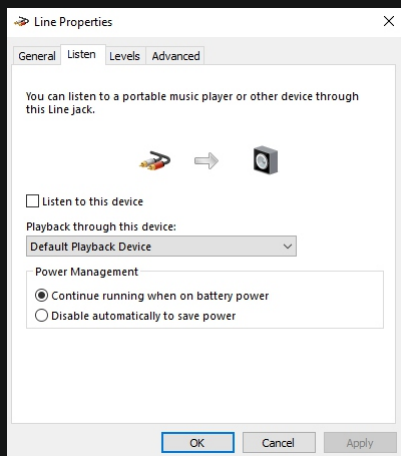 Line Properties
General Listen Levels Advanced
You can listen to a portable music player or other device through
this Line jack.
Listen to this device
Playback through this device:
Default Playback Device
Power Management
Continue running when on battery power
Disable automatically to save power
OK Cancel Apply